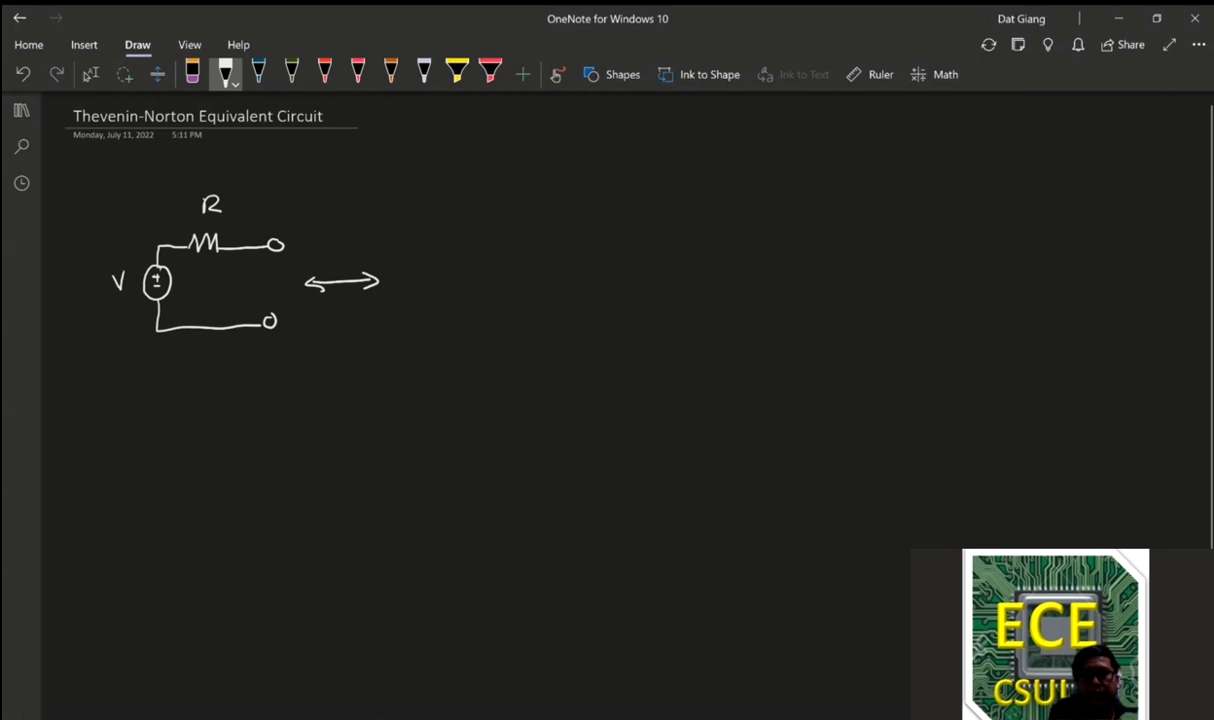 OneNote for Windows 10
Dat Giang
Home
Insert
Draw
View
Help
Share
Shapes
Ink to Shape
Ink to Text
Ruler
Math
Thevenin-Norton Equivalent Circuit
Monday, July 11, 2022 5:11 PM
R
V
+
-
ECE